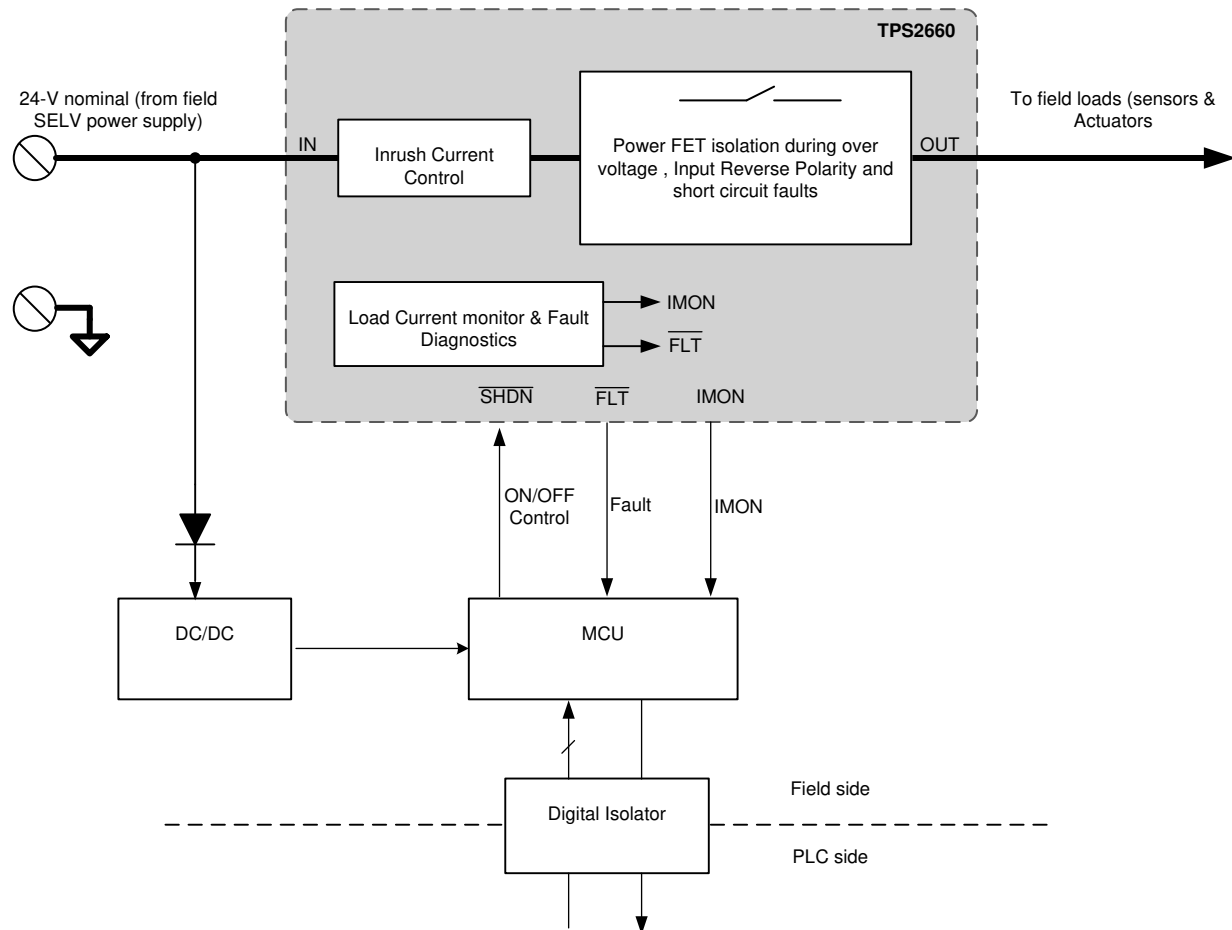 TPS2660
24-V nominal (from field
SELV power supply)
IN
Inrush Current
Control
Power FET isolation during over
voltage , Input Reverse Polarity and
short circuit faults
OUT
To field loads (sensors &
Actuators
Load Current monitor & Fault
Diagnostics
IMON
FLT
SHDN
FLT
IMON
ON/OFF
Control
Fault
IMON
DC/DC
MCU
Digital Isolator
Field side
PLC side